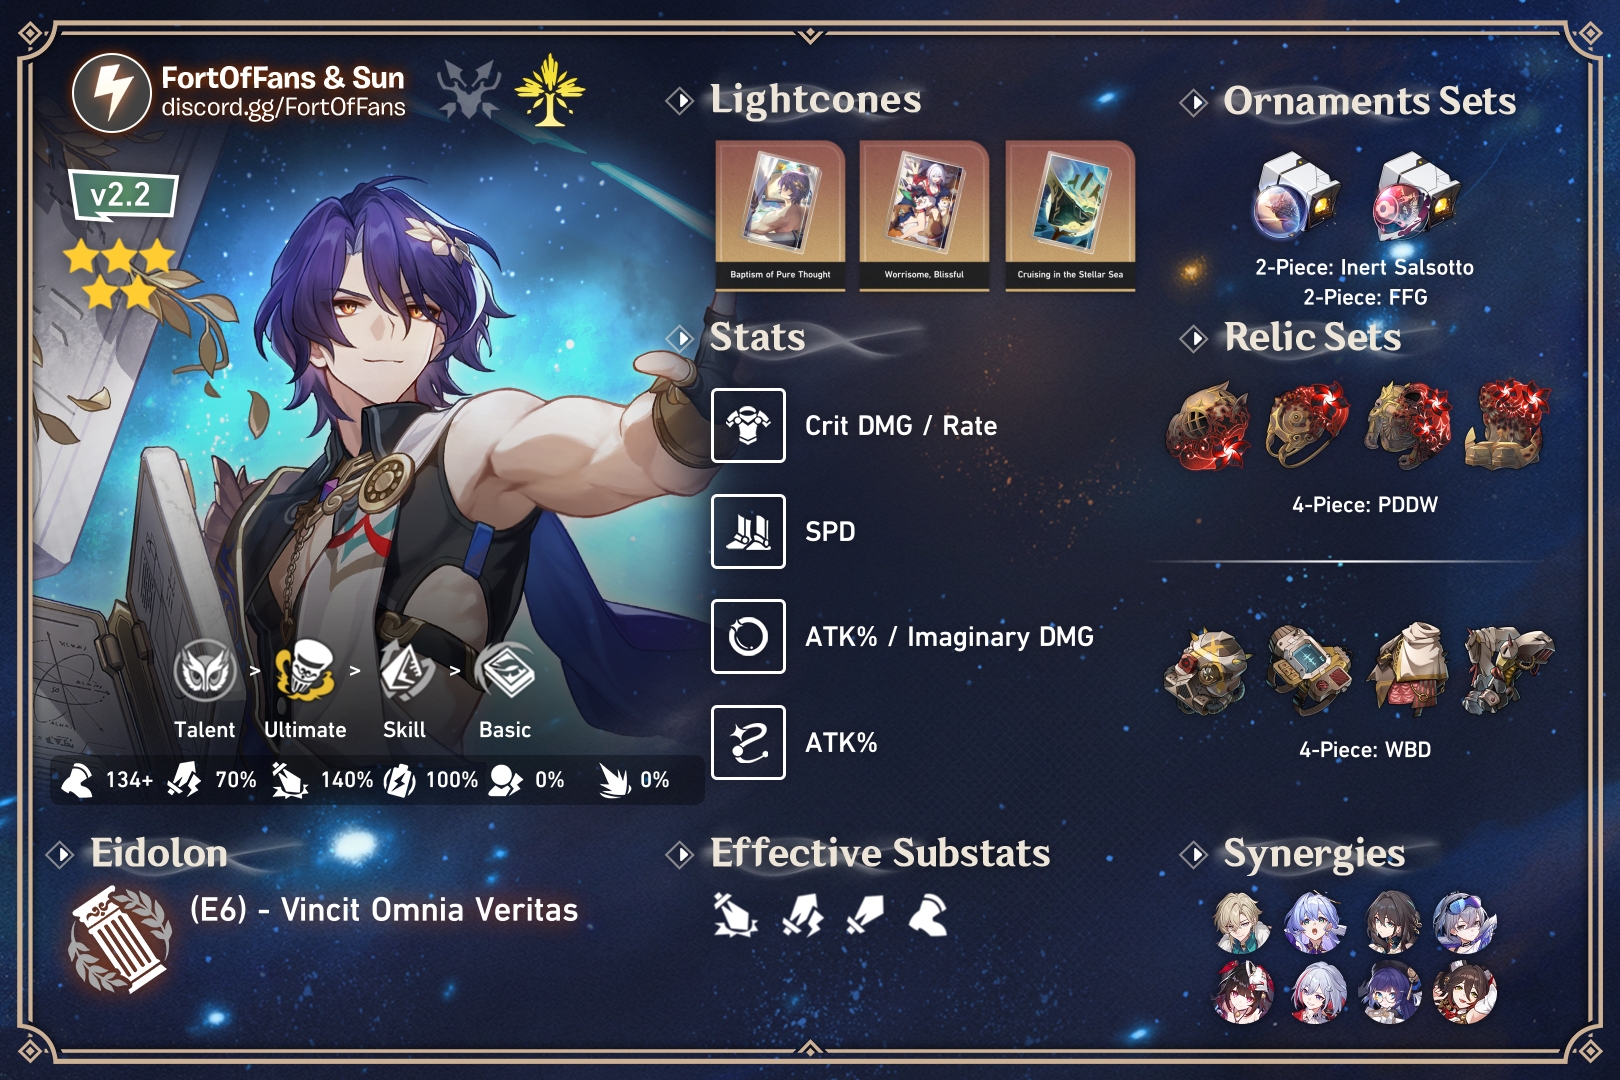 FortOfFans & Sun
discord.gg/FortOfFans
v2.2
Talent > Ultimate > Skill > Basic
134+ 70% 140% 100% 0% 0%
Eidolon
(E6) - Vincit Omnia Veritas
Lightcones
Baptism of Pure Thought
Worrisome, Blissful
Cruising in the Stellar Sea
Stats
Crit DMG / Rate
SPD
ATK% / Imaginary DMG
ATK%
Effective Substats
Ornaments Sets
2-Piece: Inert Salsotto
2-Piece: FFG
Relic Sets
4-Piece: PDDW
4-Piece: WBD
Synergies